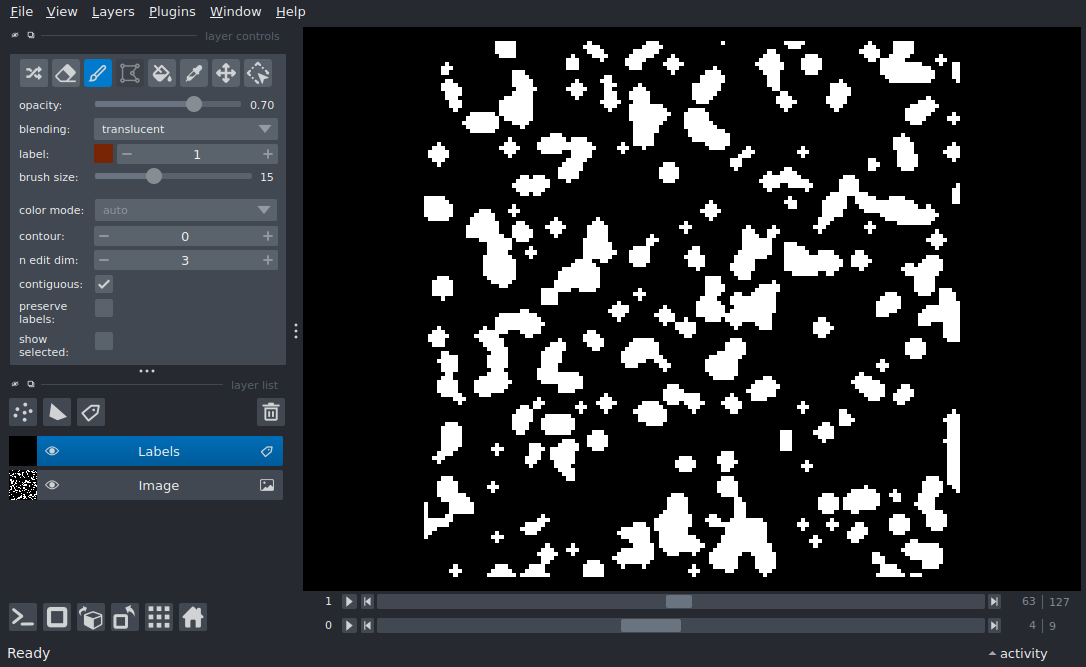 File View Layers Plugins Window Help
layer controls
opacity: 0.70
blending: translucent
label: 1
brush size: 15
color mode: auto
contour: 0
n edit dim: 3
contiguous:
preserve
labels:
show
selected:
layer list
Labels
Image
1 63 127
0 4 9
Ready activity